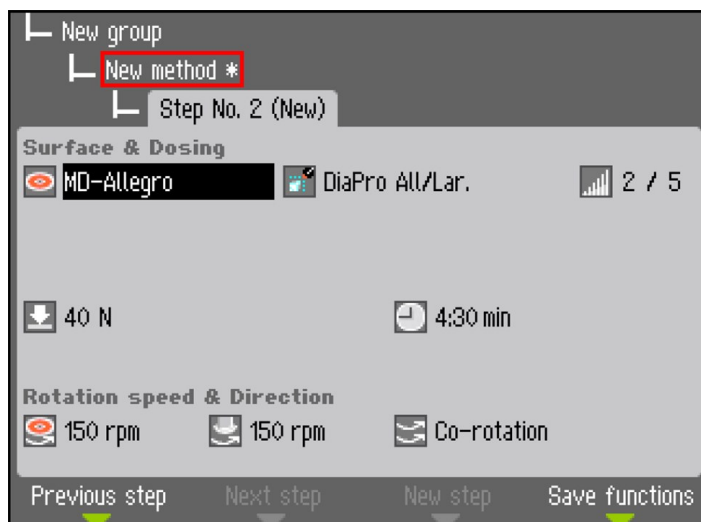 New group
New method *
Step No. 2 (New)
Surface & Dosing
MD-Allegro DiaPro All/Lar. 2 / 5
40 N 4:30 min
Rotation speed & Direction
150 rpm 150 rpm Co-rotation
Previous step Next step New step Save functions